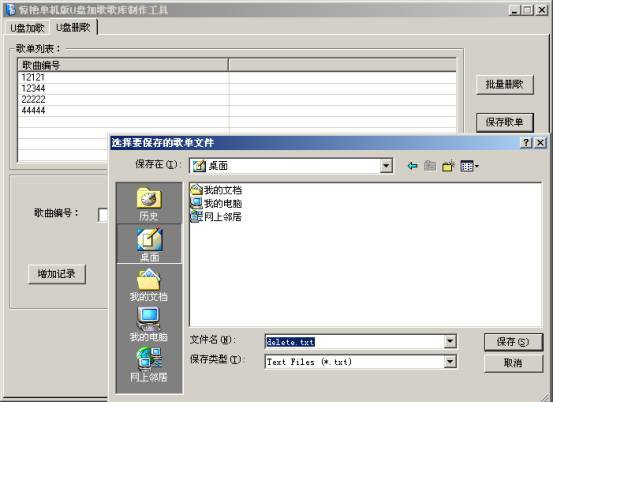 惊艳单机版U盘加歌歌库制作工具
U盘加歌 U盘删歌
歌单列表：
歌曲编号
12121
12344
22222
44444
批量删歌
保存歌单
歌曲编号：
增加记录
选择要保存的歌单文件
保存在(I)： 桌面
历史
桌面
我的文档
我的电脑
网上邻居
我的文档
我的电脑
网上邻居
文件名(N)： delete.txt 保存(S)
保存类型(T)： Text Files (*.txt) 取消